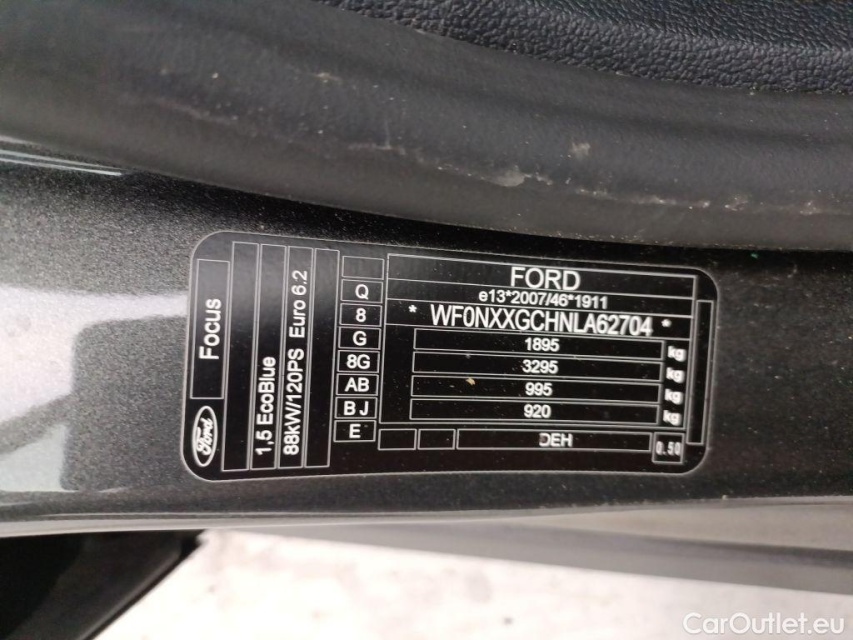 FORD
e13*2007/46*1911
* WF0NXXGCHNLA62704 *
1895 kg
3295 kg
995 kg
920 kg
DEH
0.50
Q
8
G
8G
AB
B J
E
Focus
Ford
1,5 EcoBlue
88kW/120PS Euro 6.2
CarOutlet.eu